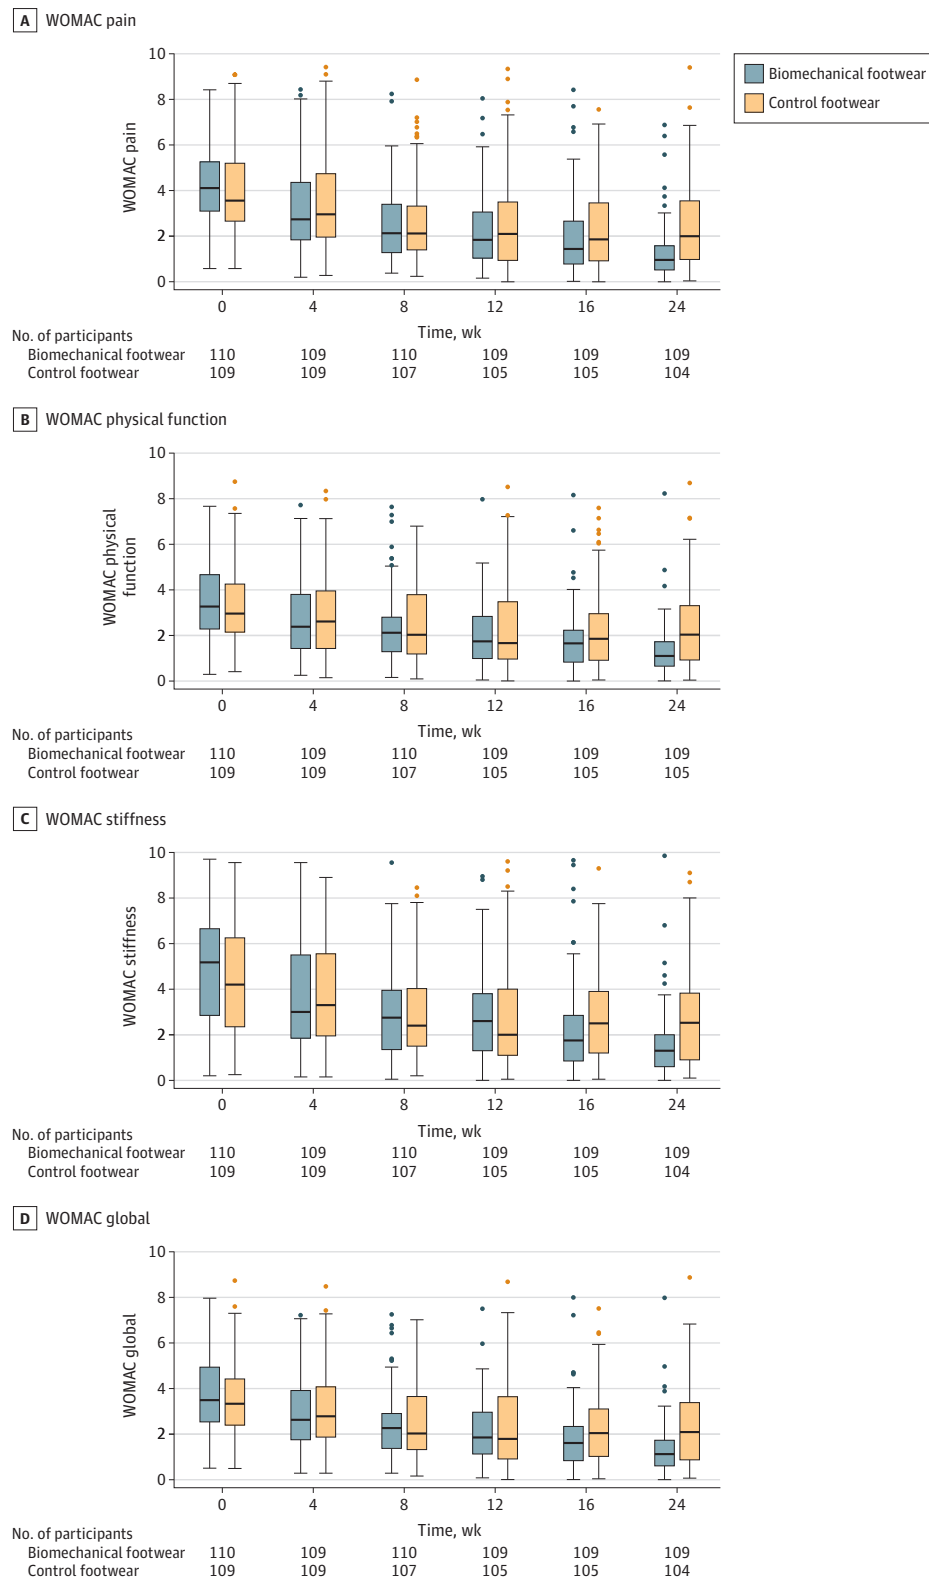 A WOMAC pain
10
8
6
4
2
0
WOMAC pain
Biomechanical footwear
Control footwear
0 4 8 12 16 24
Time, wk
No. of participants
Biomechanical footwear 110 109 110 109 109 109
Control footwear 109 109 107 105 105 104
B WOMAC physical function
10
8
6
4
2
0
WOMAC physical
function
0 4 8 12 16 24
Time, wk
No. of participants
Biomechanical footwear 110 109 110 109 109 109
Control footwear 109 109 107 105 105 105
C WOMAC stiffness
10
8
6
4
2
0
WOMAC stiffness
0 4 8 12 16 24
Time, wk
No. of participants
Biomechanical footwear 110 109 110 109 109 109
Control footwear 109 109 107 105 105 104
D WOMAC global
10
8
6
4
2
0
WOMAC global
0 4 8 12 16 24
Time, wk
No. of participants
Biomechanical footwear 110 109 110 109 109 109
Control footwear 109 109 107 105 105 104